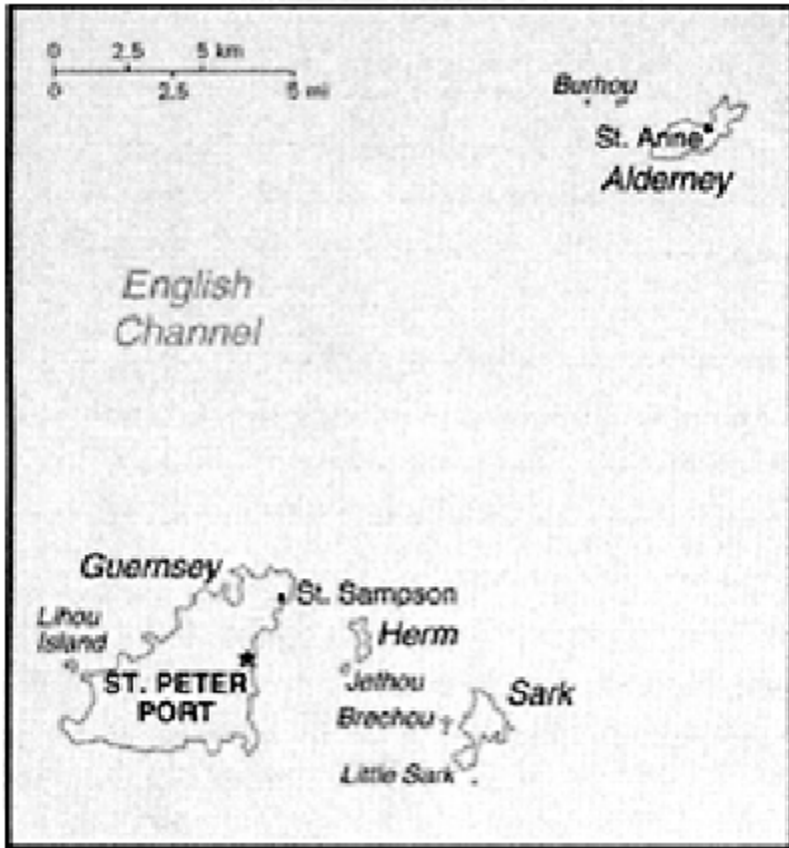 0 2.5 5 km
0 2.5 5 mi
Burhou
St. Anne
Alderney
English
Channel
Guernsey
St. Sampson
Lihou
Island
Herm
ST. PETER
PORT
Jethou
Sark
Brechou
Little Sark